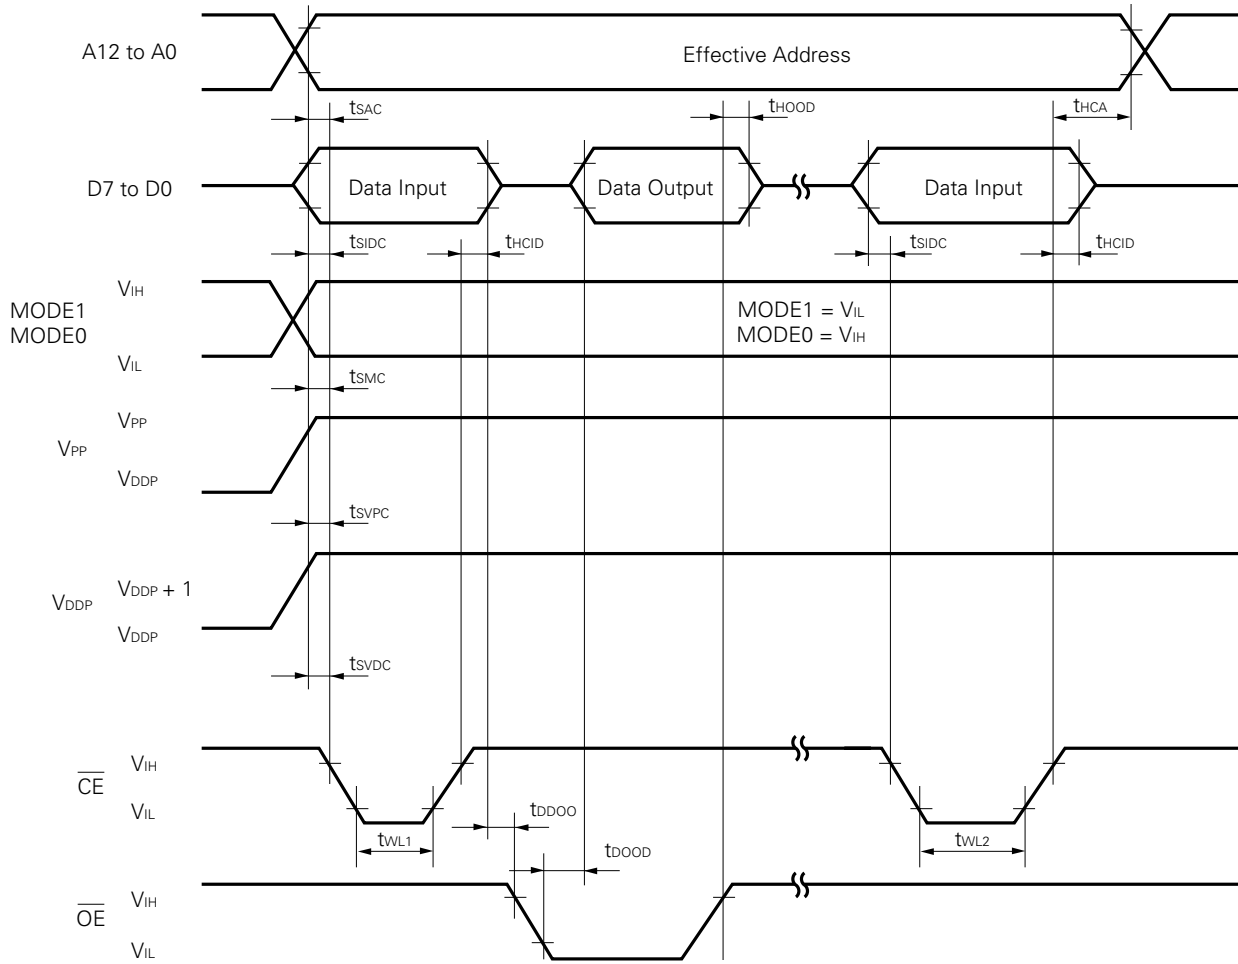 A12 to A0
Effective Address
tSAC
tHOOD
tHCA
D7 to D0
Data Input
Data Output
Data Input
tSIDC
tHCID
tSIDC
tHCID
VIH
MODE1
MODE0
MODE1 = VIL
MODE0 = VIH
VIL
tSMC
VPP
VPP
VDDP
tSVPC
VDDP
VDDP + 1
VDDP
tSVDC
CE
VIH
VIL
tDDOO
tWL1
tWL2
tDOOD
OE
VIH
VIL